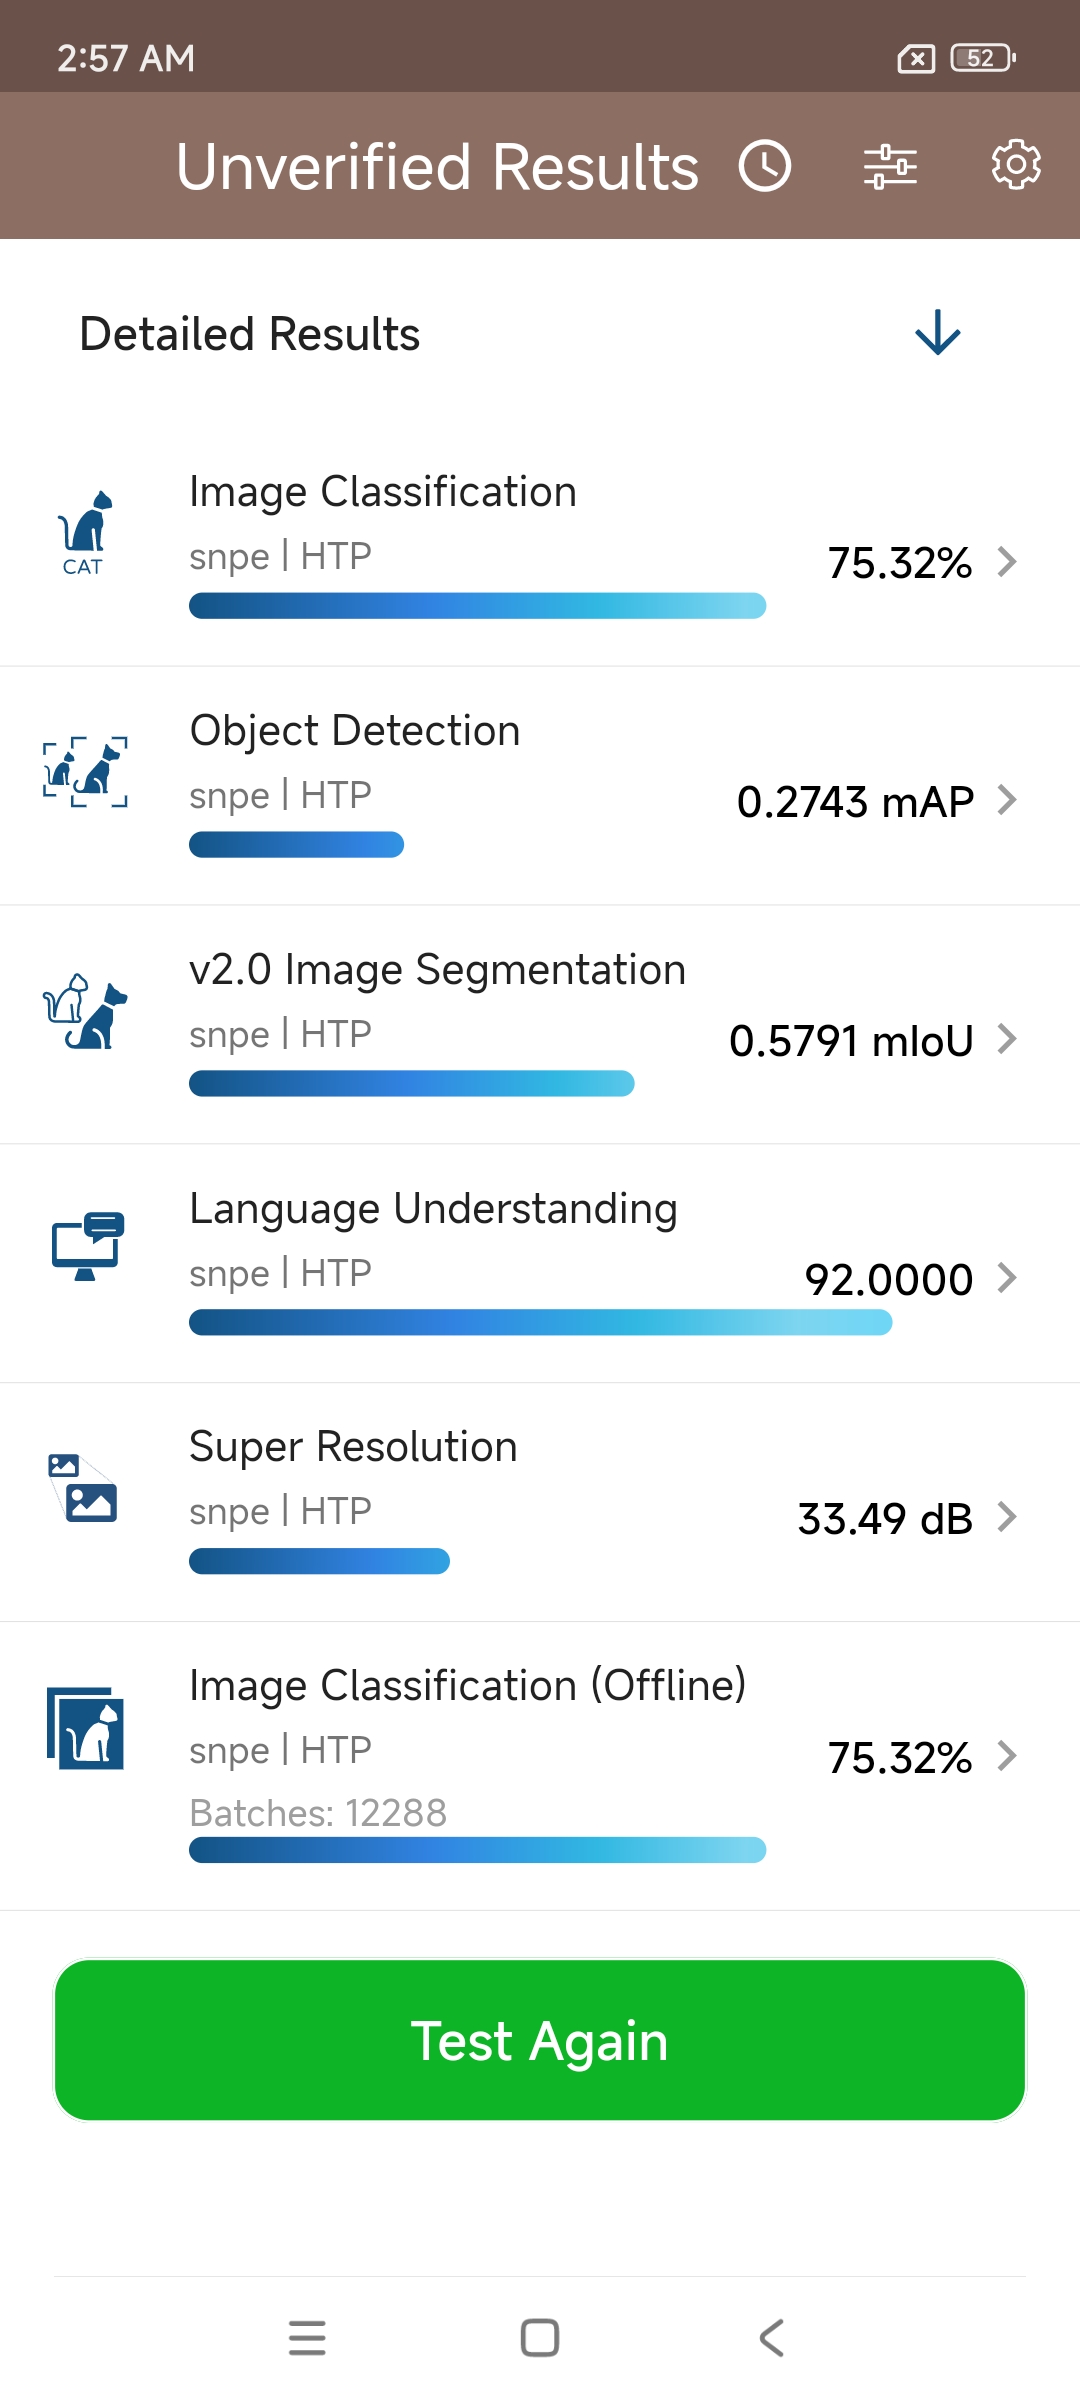 2:57 AM
52
Unverified Results
Detailed Results
Image Classification
snpe | HTP
75.32%
CAT
Object Detection
snpe | HTP
0.2743 mAP
v2.0 Image Segmentation
snpe | HTP
0.5791 mIoU
Language Understanding
snpe | HTP
92.0000
Super Resolution
snpe | HTP
33.49 dB
Image Classification (Offline)
snpe | HTP
75.32%
Batches: 12288
Test Again